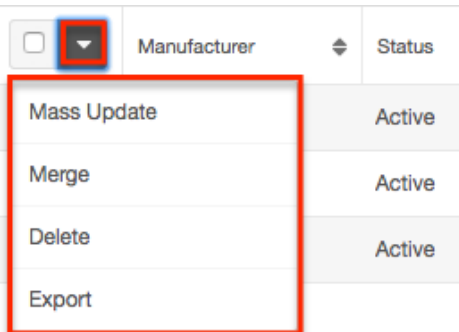 Manufacturer Status
Mass Update Active
Merge Active
Delete Active
Export